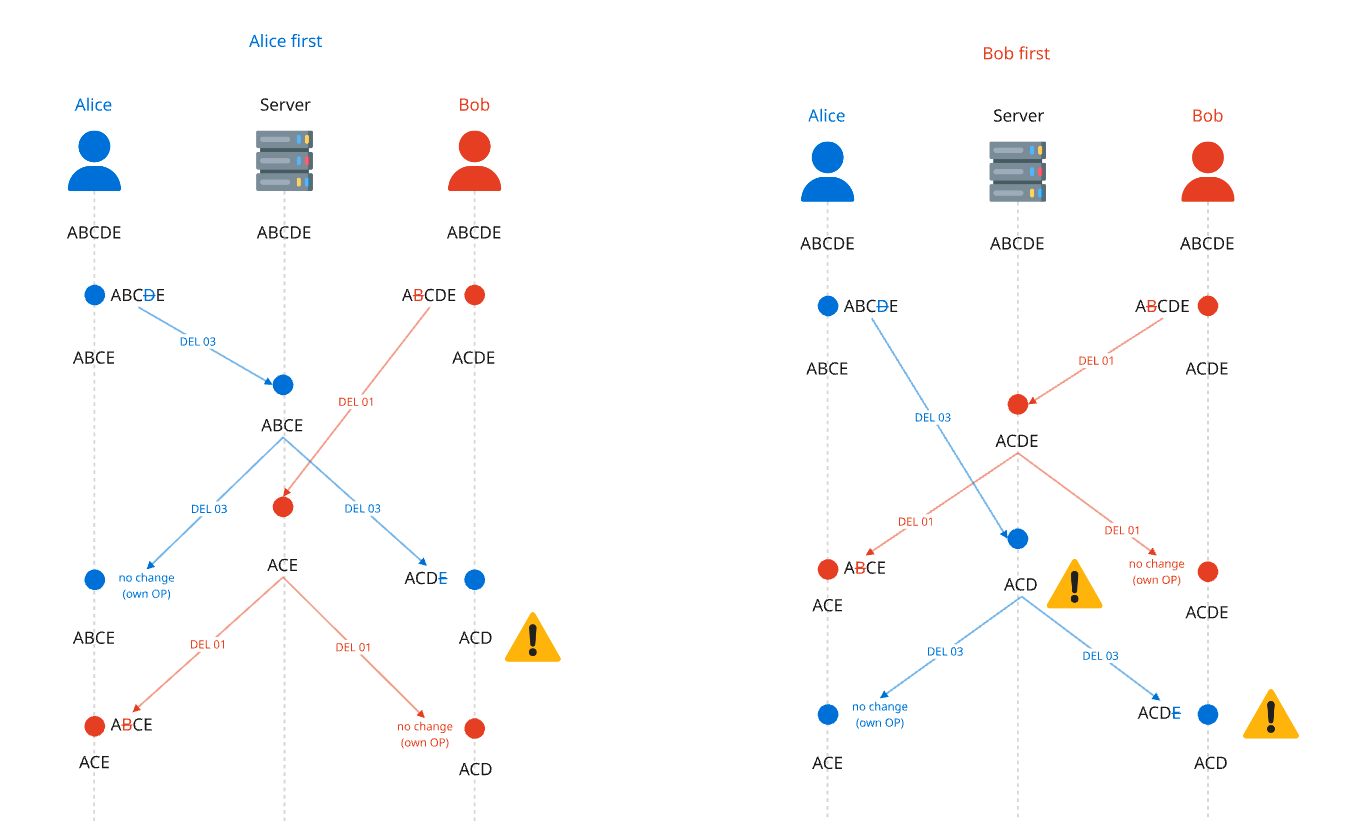 Alice first
Alice
Server
Bob
ABCDE
ABCDE
ABCDE
ABCDE
ABCDE
DEL 03
ABCE
ACDE
DEL 01
ABCE
DEL 03
DEL 03
ACE
no change
(own OP)
ACDE
ABCE
ACD
DEL 01
DEL 01
ABCE
no change
(own OP)
ACE
ACD
Bob first
Alice
Server
Bob
ABCDE
ABCDE
ABCDE
ABCDE
ABCDE
DEL 01
ABCE
ACDE
DEL 03
ACDE
DEL 01
DEL 01
ABCE
no change
(own OP)
ACD
ACE
ACDE
DEL 03
DEL 03
no change
(own OP)
ACDE
ACE
ACD